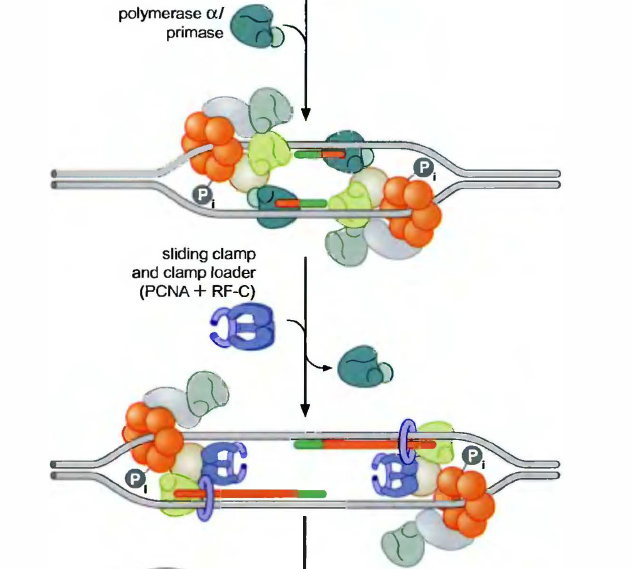 polymerase α/
primase
P
i
P
i
sliding clamp
and clamp loader
(PCNA + RF-C)
P
i
P
i